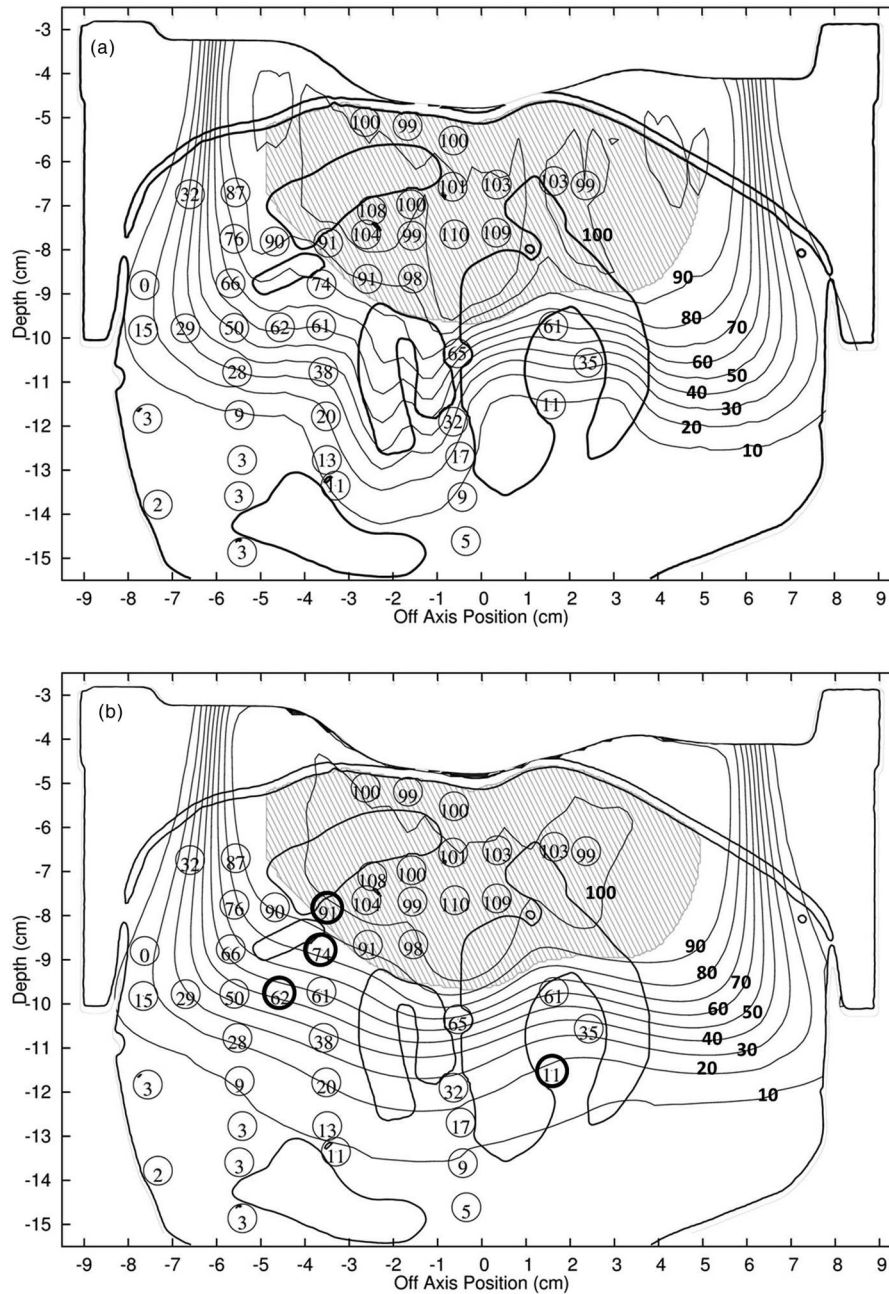 (a)
-3
-4
-5
-6
-7
-8
-9
-10
-11
-12
-13
-14
-15
Depth (cm)
100 99
100
32 87 101 103 103 99
108 100
76 90 91 104 99 110 109 100
0 66 74 91 98 90
15 29 50 62 61 61 80 70
65 35 60
28 38 50
40
9 20 32 11 30
20
3 10
3 13 17
3 11 9
2
3 5
-9 -8 -7 -6 -5 -4 -3 -2 -1 0 1 2 3 4 5 6 7 8 9
Off Axis Position (cm)
(b)
-3
-4
-5
-6
-7
-8
-9
-10
-11
-12
-13
-14
-15
Depth (cm)
100 99
100
32 87 101 103 103 99
108 100
76 90 91 104 99 110 109 100
0 66 74 91 98 90
80
15 29 50 62 61 61 70
60 50
65 35 40
28 38 30
11 20
9 20 32 10
3
3 13 17
3 11 9
2
3 5
-9 -8 -7 -6 -5 -4 -3 -2 -1 0 1 2 3 4 5 6 7 8 9
Off Axis Position (cm)